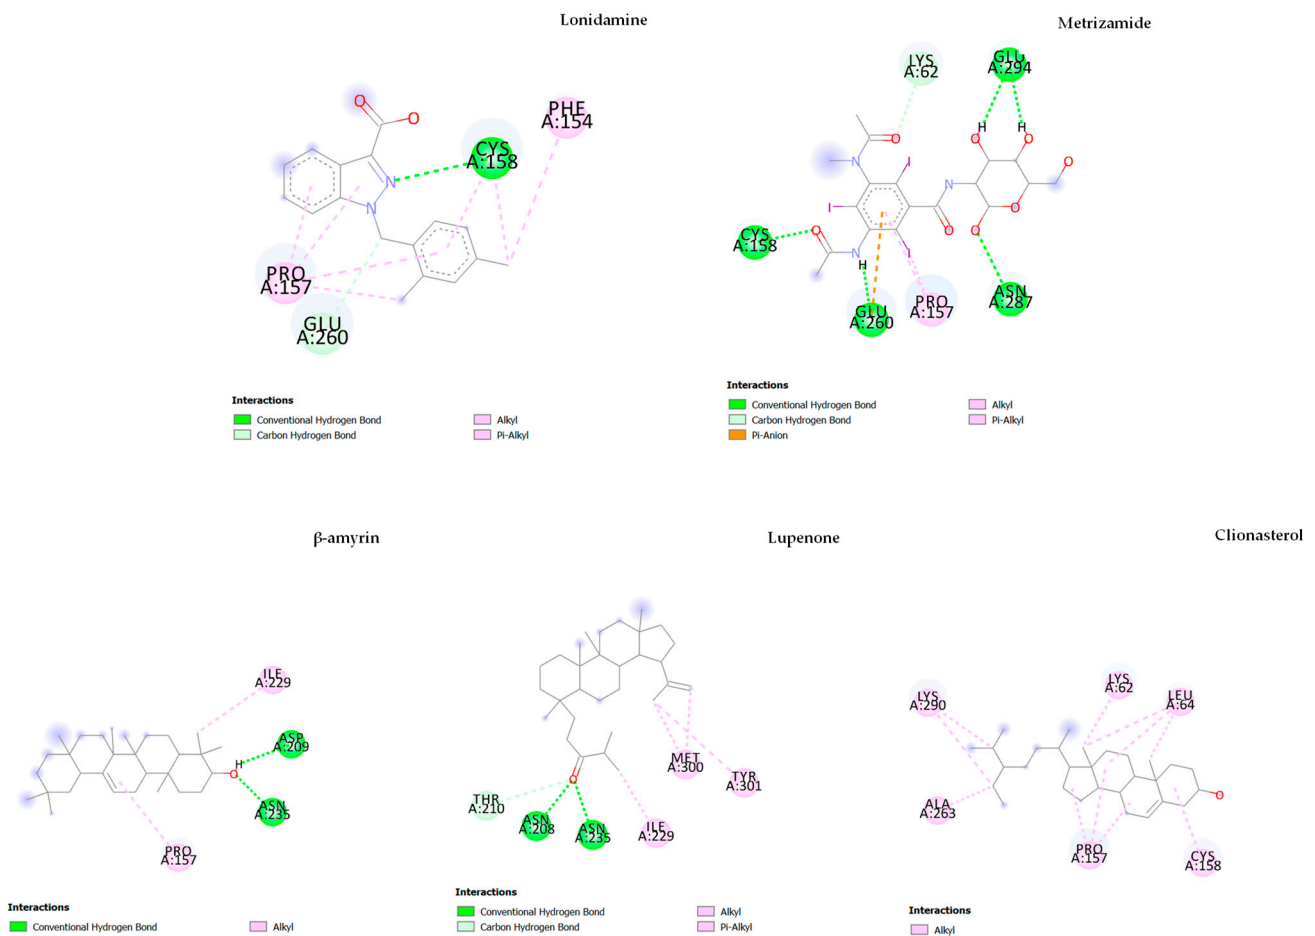 Lonidamine
O
O
N
N
CYS
A:158
PHE
A:154
PRO
A:157
GLU
A:260
Interactions
Conventional Hydrogen Bond
Carbon Hydrogen Bond
Alkyl
Pi-Alkyl
Metrizamide
LYS
A:62
GLU
A:294
H
H
O
O
O
O
N
I
N
I
O
O
O
O
I
N
H
CYS
A:158
GLU
A:260
PRO
A:157
ASN
A:287
Interactions
Conventional Hydrogen Bond
Carbon Hydrogen Bond
Pi-Anion
Alkyl
Pi-Alkyl
β-amyrin
ILE
A:229
ASP
A:209
H
O
ASN
A:235
PRO
A:157
Interactions
Conventional Hydrogen Bond
Alkyl
Lupenone
MET
A:300
TYR
A:301
O
THR
A:210
ASN
A:208
ASN
A:235
ILE
A:229
Interactions
Conventional Hydrogen Bond
Carbon Hydrogen Bond
Alkyl
Pi-Alkyl
Clionasterol
LYS
A:290
LYS
A:62
LEU
A:64
O
ALA
A:263
PRO
A:157
CYS
A:158
Interactions
Alkyl